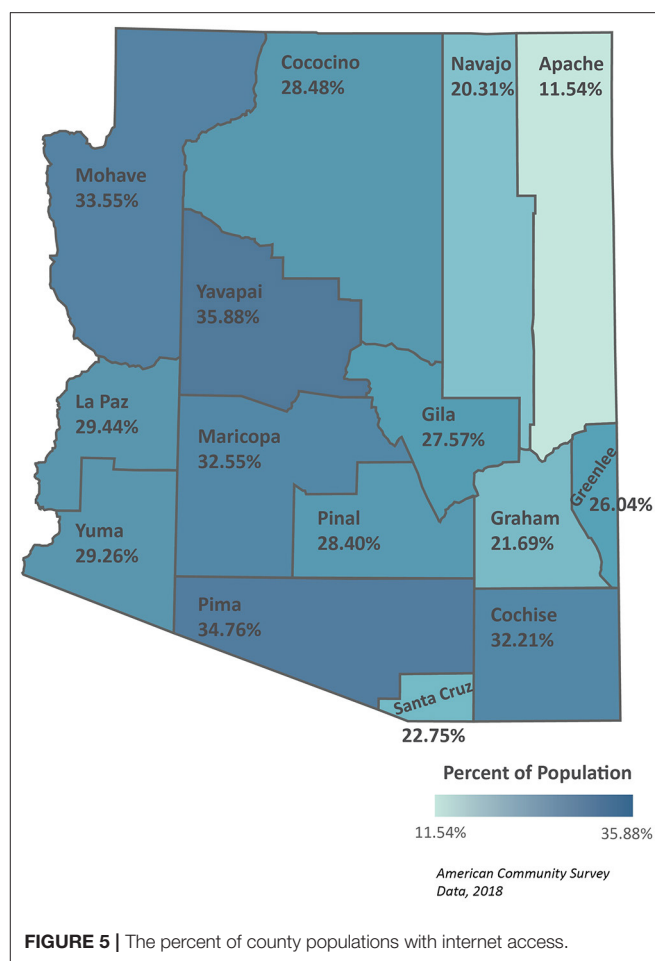 Cococino
28.48%
Navajo
20.31%
Apache
11.54%
Mohave
33.55%
Yavapai
35.88%
La Paz
29.44%
Maricopa
32.55%
Gila
27.57%
Greenlee
26.04%
Yuma
29.26%
Pinal
28.40%
Graham
21.69%
Pima
34.76%
Cochise
32.21%
Santa Cruz
22.75%
Percent of Population
11.54%
35.88%
American Community Survey
Data, 2018
FIGURE 5 | The percent of county populations with internet access.